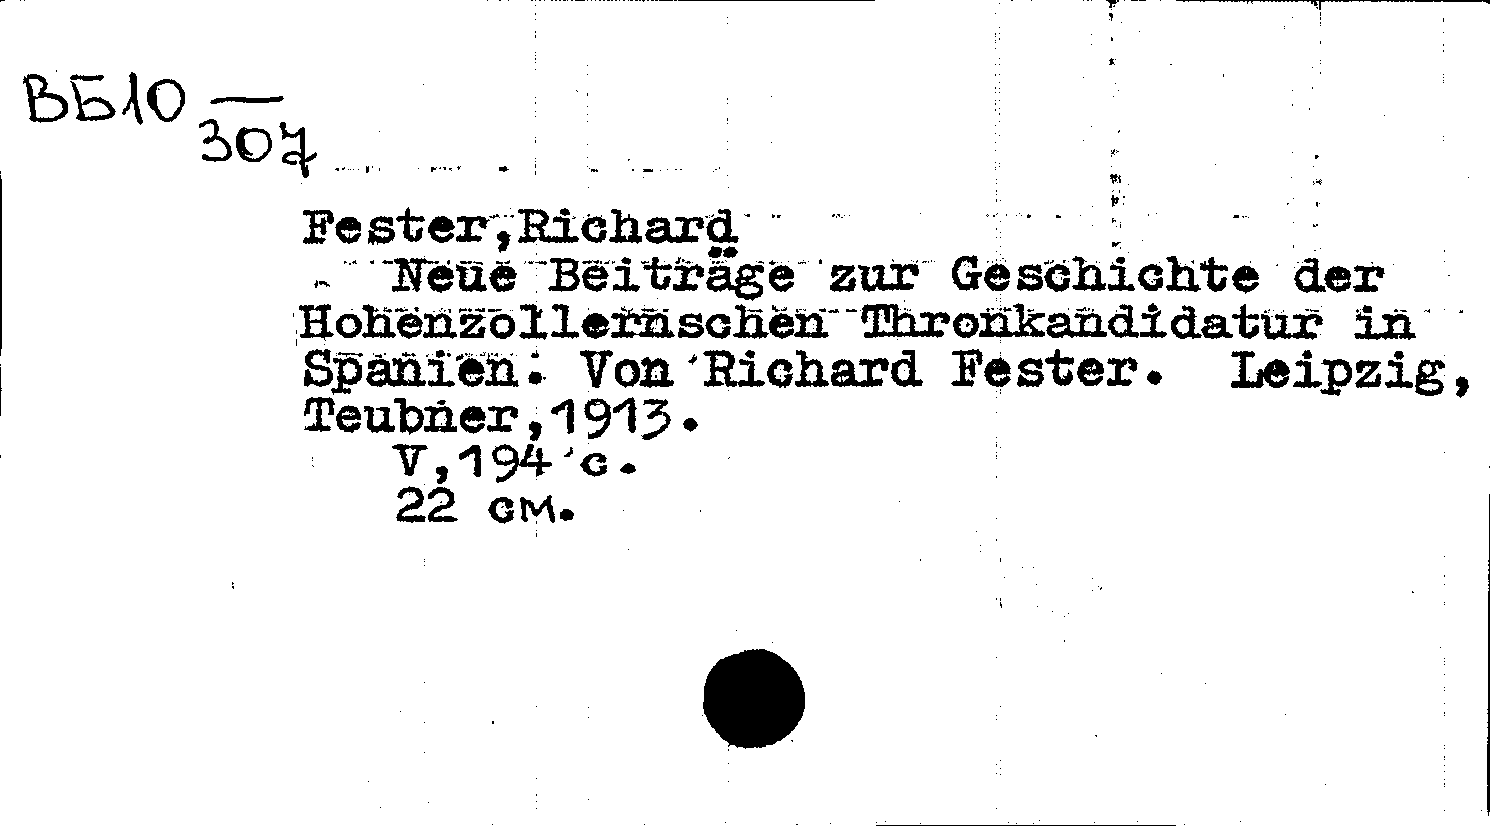 ВБ10 —
307
Fester,Richard
Neue Beiträge zur Geschichte der
Hohenzollernschen Thronkandidatur in
Spanien. Von Richard Fester. Leipzig,
Teubner,1913.
V,194 с.
22 см.